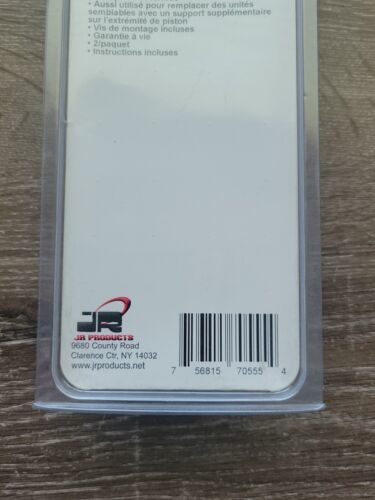 • Aussi utilisé pour remplacer des unités
semblables avec un support supplémentaire
sur l'extrémité de piston
• Vis de montage incluses
• Garantie à vie
• 2/paquet
• Instructions incluses
JR
JR PRODUCTS
9680 County Road
Clarence Ctr, NY 14032
www.jrproducts.net
7 56815 70555 4